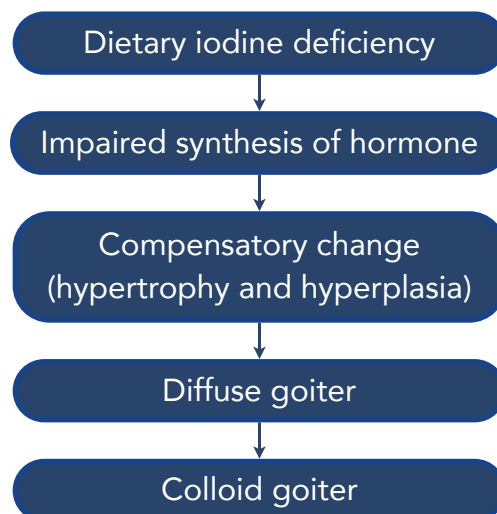 Dietary iodine deficiency
Impaired synthesis of hormone
Compensatory change
(hypertrophy and hyperplasia)
Diffuse goiter
Colloid goiter